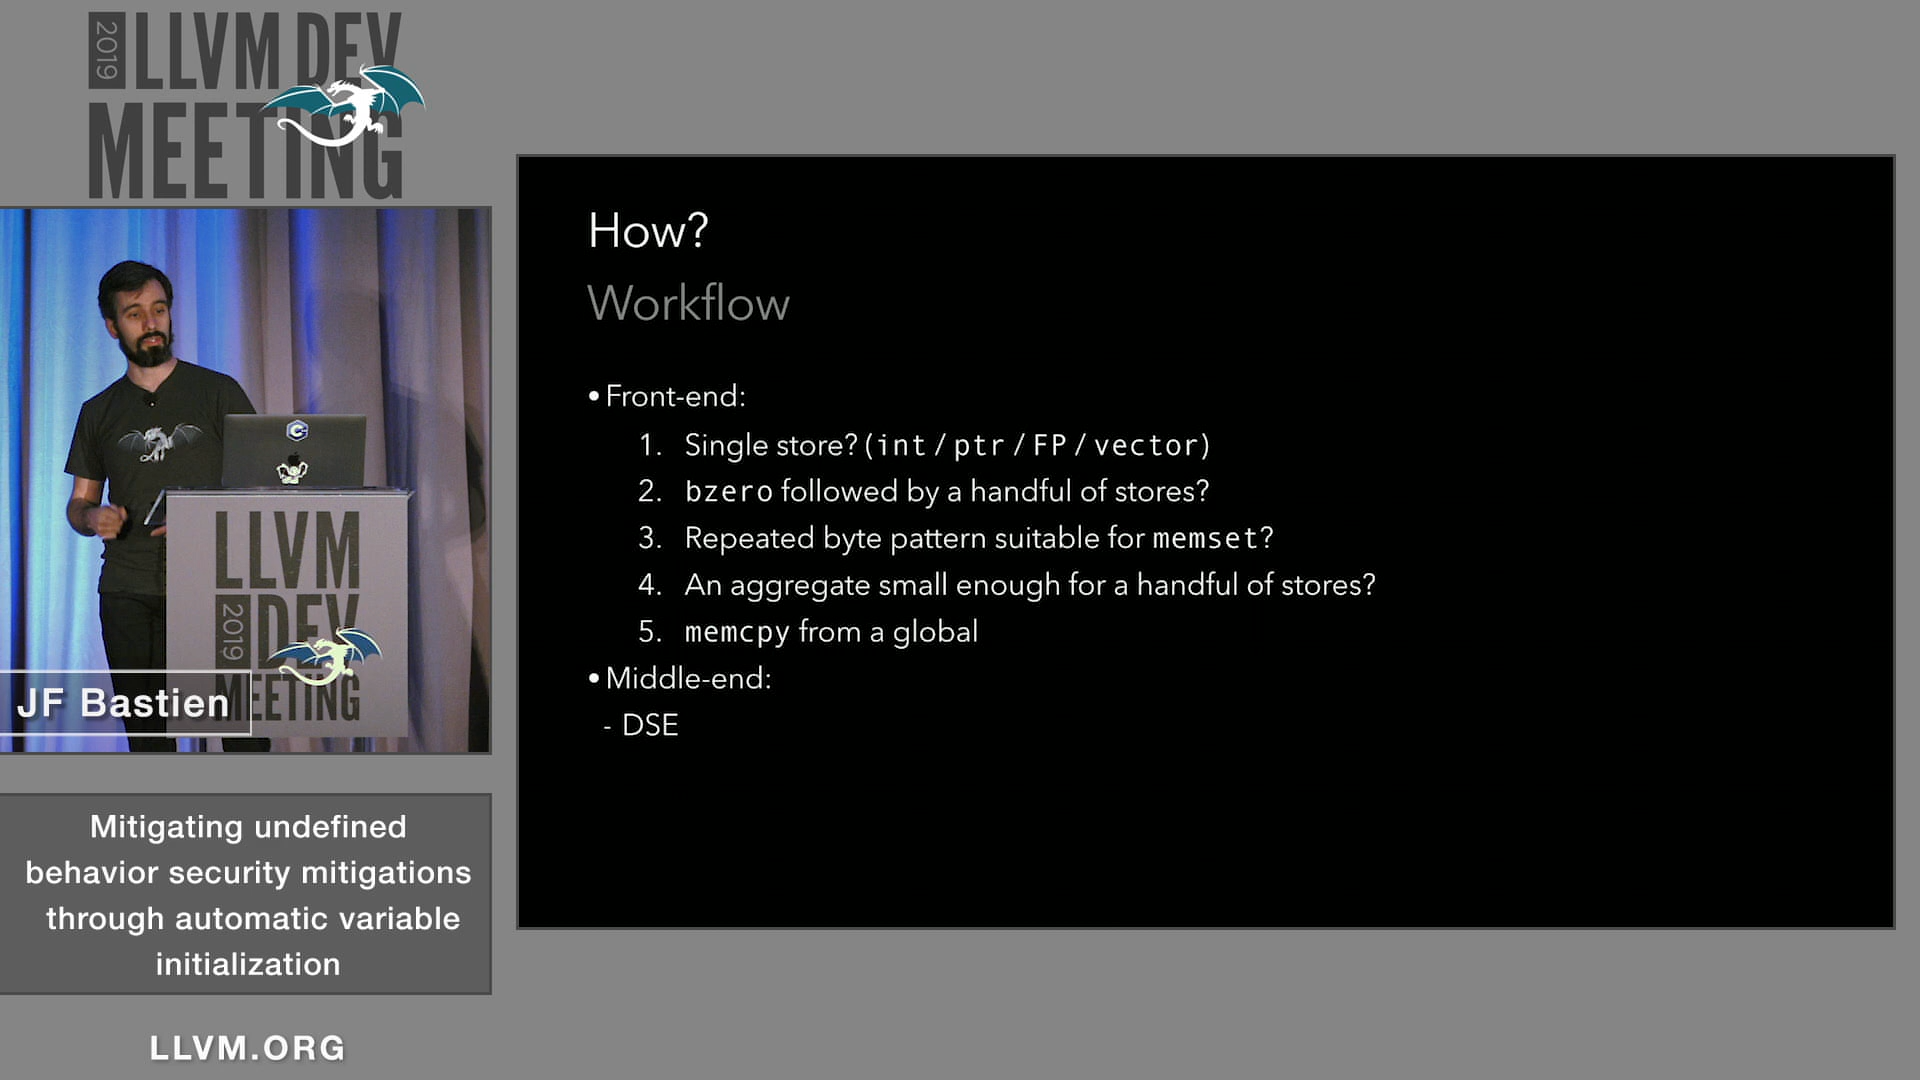 2019
LLVM DEV
MEETING
How?
Workflow
• Front-end:
1. Single store? (int / ptr / FP / vector)
2. bzero followed by a handful of stores?
3. Repeated byte pattern suitable for memset?
4. An aggregate small enough for a handful of stores?
5. memcpy from a global
• Middle-end:
- DSE
C
LLVM
2019
DEV
MEETING
JF Bastien
Mitigating undefined
behavior security mitigations
through automatic variable
initialization
LLVM.ORG